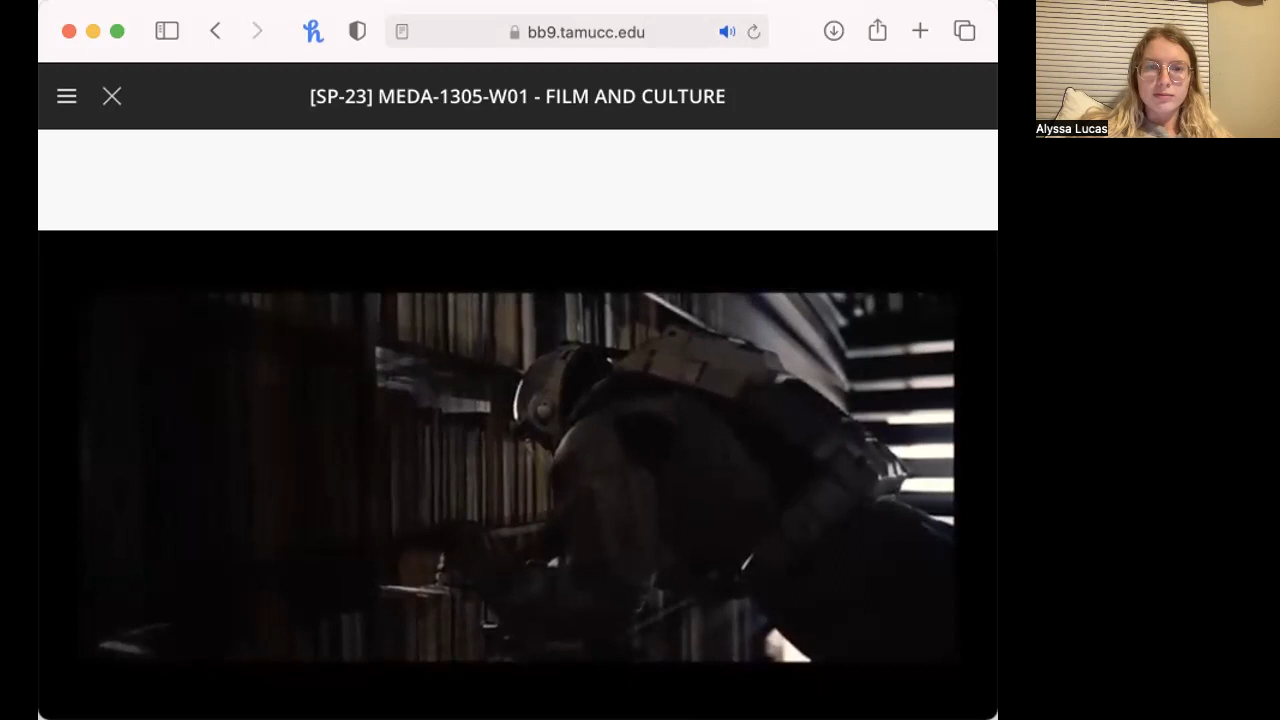 bb9.tamucc.edu
[SP-23] MEDA-1305-W01 - FILM AND CULTURE
Alyssa Lucas